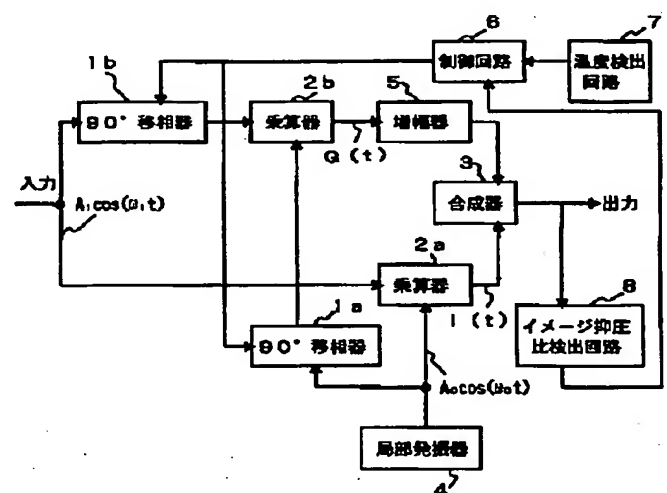 6
7
1b
制御回路
温度検出
回路
2b
5
90°移相器
乗算器
増幅器
Q(t)
3
入力
A₁cos(ω₁t)
合成器
出力
2a
乗算器
1a
I(t)
8
90°移相器
イメージ抑圧
比検出回路
A₀cos(ω₀t)
局部発振器
4